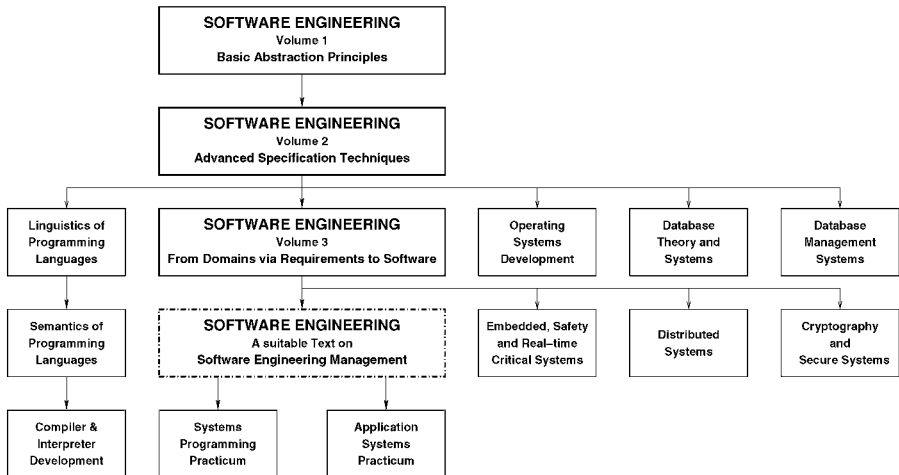 SOFTWARE ENGINEERING
Volume 1
Basic Abstraction Principles
SOFTWARE ENGINEERING
Volume 2
Advanced Specification Techniques
Linguistics of
Programming
Languages
SOFTWARE ENGINEERING
Volume 3
From Domains via Requirements to Software
Operating
Systems
Development
Database
Theory and
Systems
Database
Management
Systems
Semantics of
Programming
Languages
SOFTWARE ENGINEERING
A suitable Text on
Software Engineering Management
Embedded, Safety
and Real-time
Critical Systems
Distributed
Systems
Cryptography
and
Secure Systems
Compiler &
Interpreter
Development
Systems
Programming
Practicum
Application
Systems
Practicum